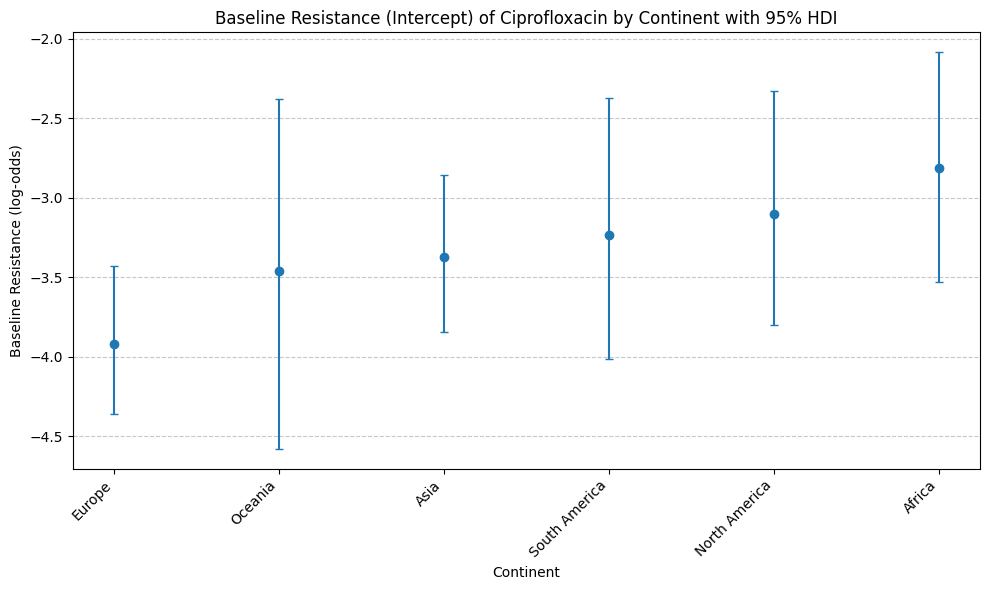 Baseline Resistance (Intercept) of Ciprofloxacin by Continent with 95% HDI
Baseline Resistance (log-odds)
−2.0
−2.5
−3.0
−3.5
−4.0
−4.5
Europe
Oceania
Asia
South America
North America
Africa
Continent